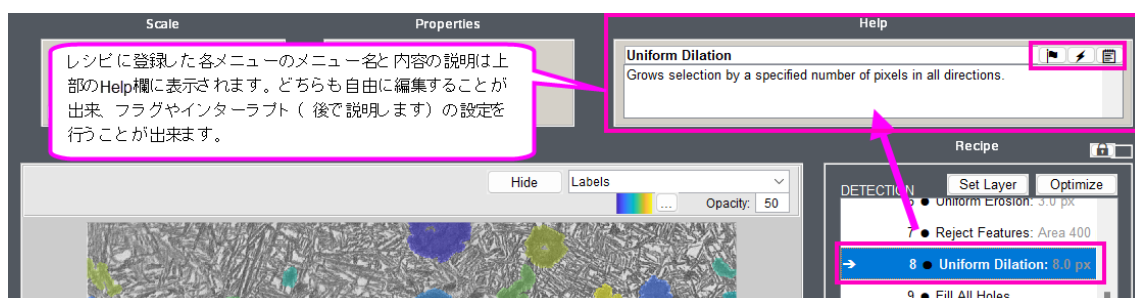 Scale
Properties
Help
レシピに登録した各メニューのメニュー名と内容の説明は上
部のHelp欄に表示されます。どちらも自由に編集することが
出来、フラグやインターラプト（後で説明します）の設定を
行うことが出来ます。
Uniform Dilation
Grows selection by a specified number of pixels in all directions.
Recipe
Hide
Labels
...
Opacity: 50
DETECTION
Set Layer
Optimize
6 ● Uniform Erosion: 3.0 px
7 ● Reject Features: Area 400
➔ 8 ● Uniform Dilation: 8.0 px
9 ● Fill All Holes